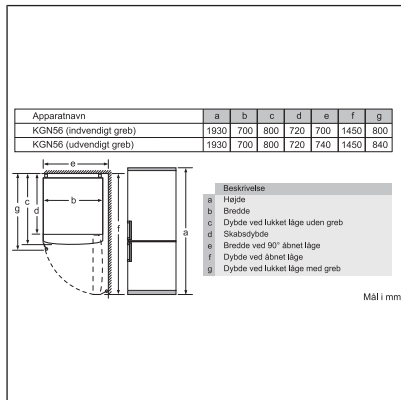 Apparatnavn a b c d e f g
KGN56 (indvendigt greb) 1930 700 800 720 700 1450 800
KGN56 (udvendigt greb) 1930 700 800 720 740 1450 840
e
g c d b f a
Beskrivelse
a Højde
b Bredde
c Dybde ved lukket låge uden greb
d Skabsdybde
e Bredde ved 90° åbnet låge
f Dybde ved åbnet låge
g Dybde ved lukket låge med greb
Mål i mm